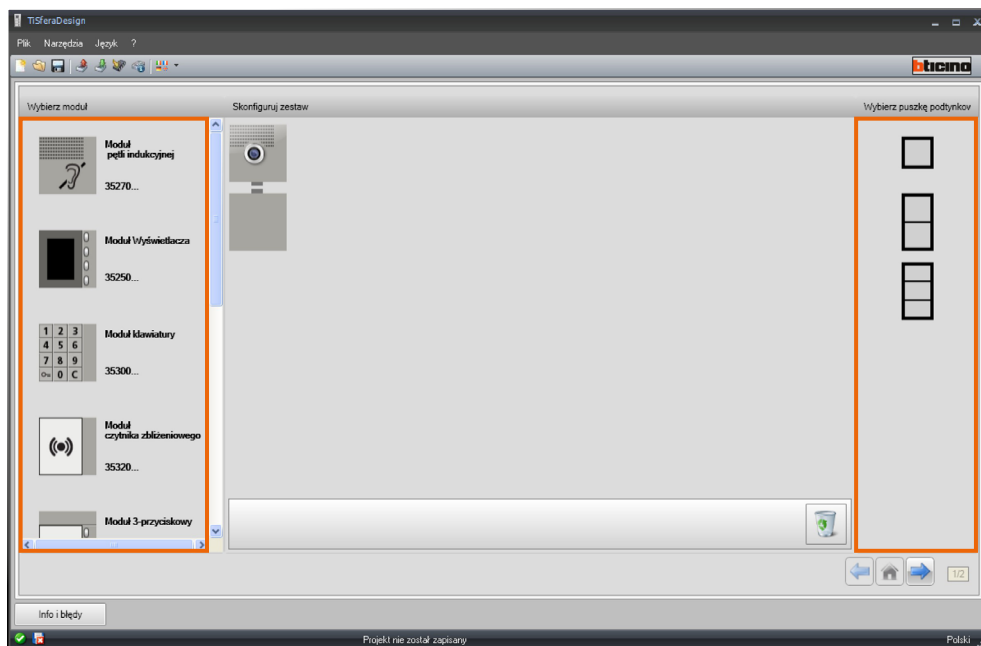 TiSferaDesign
Plik Narzędzia Język ?
bticino
Wybierz moduł
Skonfiguruj zestaw
Wybierz puszkę podtynkov
Moduł
pętli indukcyjnej
35270...
Moduł Wyświetlacza
35250...
1 2 3
4 5 6
7 8 9
0 C
Moduł klawiatury
35300...
Moduł
czytnika zbliżeniowego
35320...
Moduł 3-przyciskowy
1/2
Info i błędy
Projekt nie został zapisany
Polski